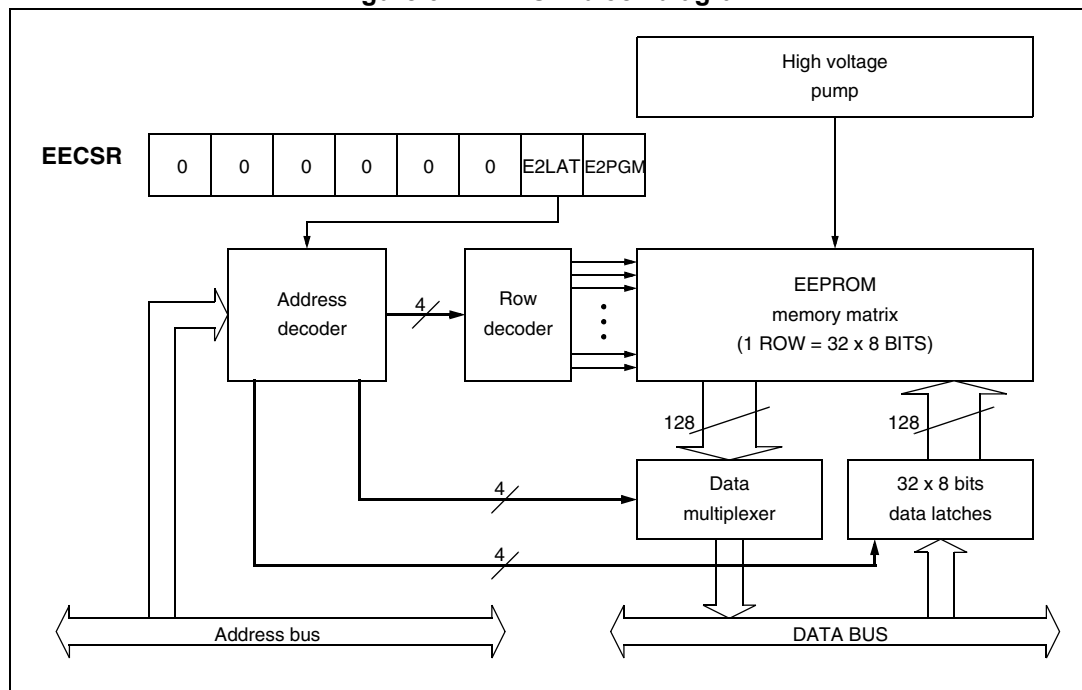 High voltage
pump
EECSR
0 0 0 0 0 0 E2LAT E2PGM
Address
decoder
4
Row
decoder
EEPROM
memory matrix
(1 ROW = 32 x 8 BITS)
128
128
4
Data
multiplexer
32 x 8 bits
data latches
4
Address bus
DATA BUS